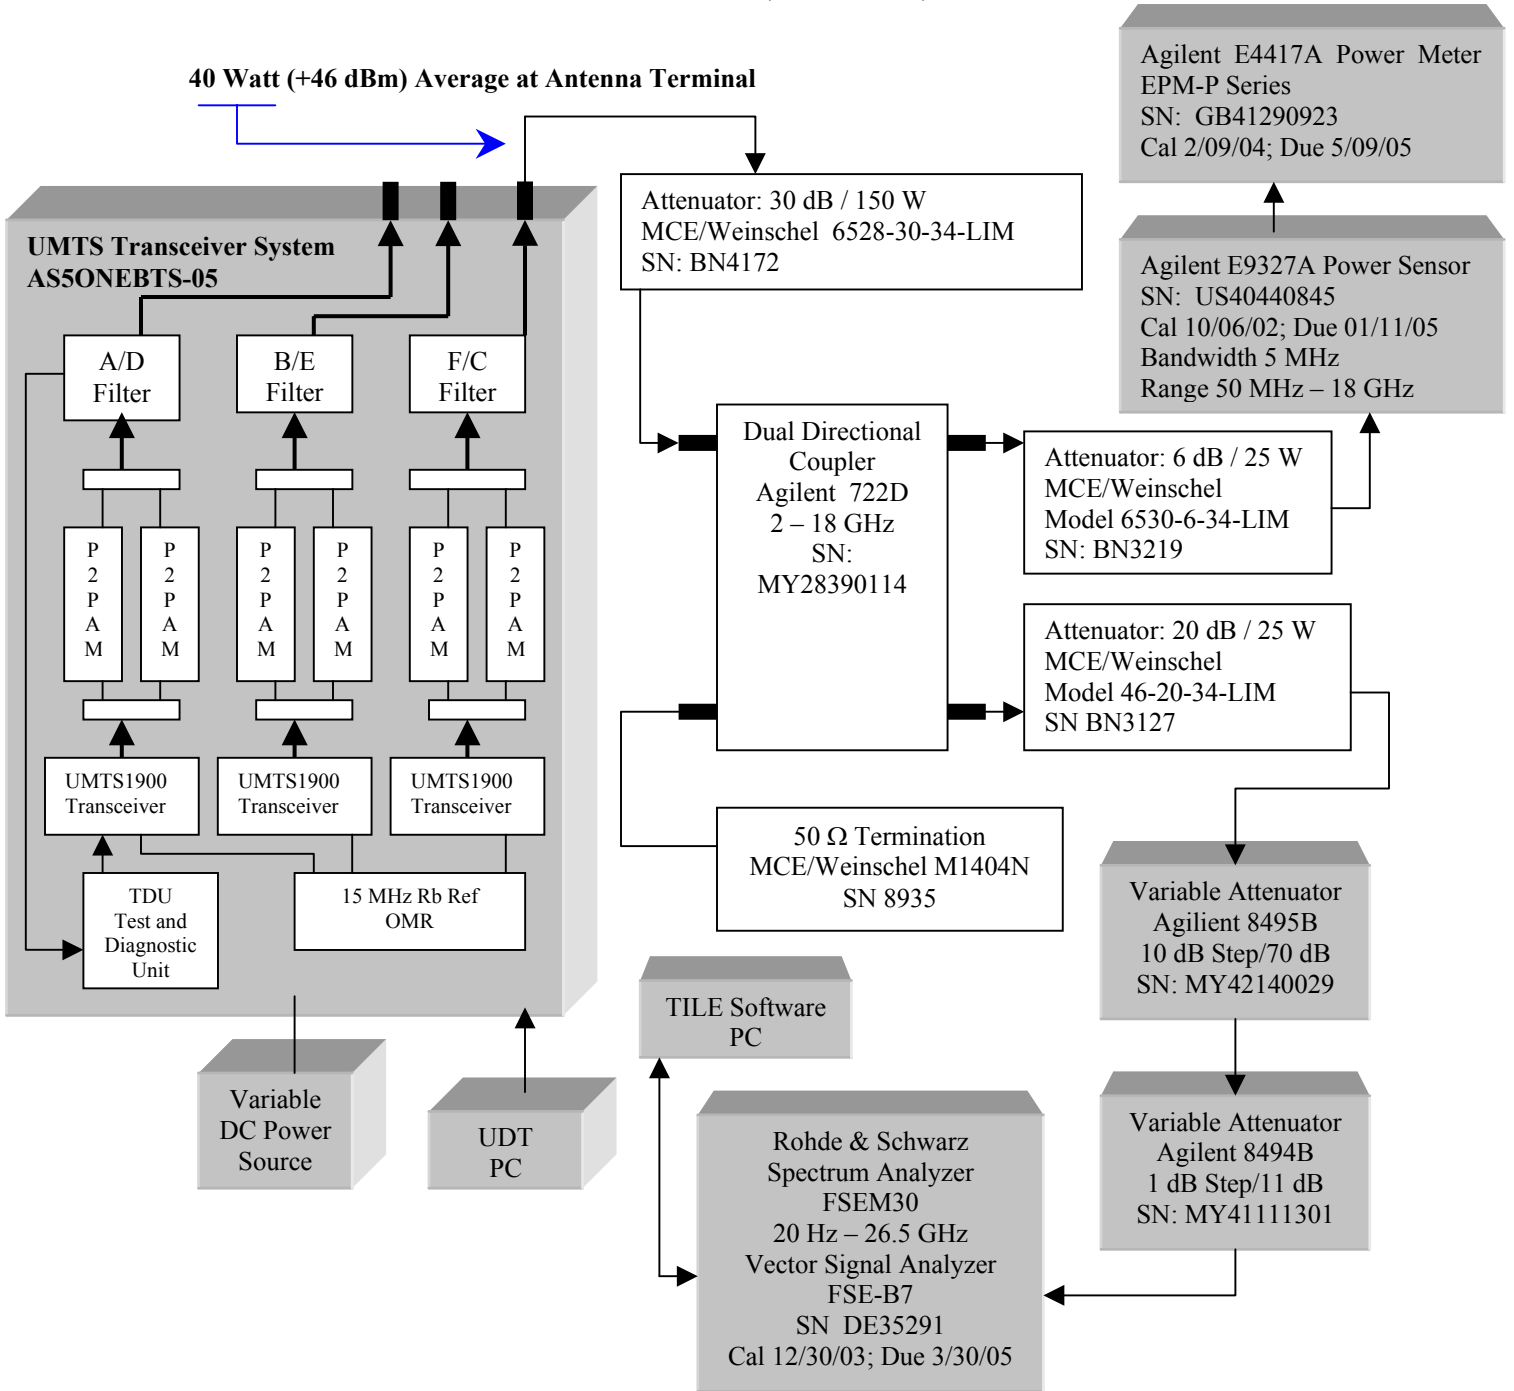 40 Watt (+46 dBm) Average at Antenna Terminal
Agilent E4417A Power Meter
EPM-P Series
SN: GB41290923
Cal 2/09/04; Due 5/09/05
Attenuator: 30 dB / 150 W
MCE/Weinschel 6528-30-34-LIM
SN: BN4172
Agilent E9327A Power Sensor
SN: US40440845
Cal 10/06/02; Due 01/11/05
Bandwidth 5 MHz
Range 50 MHz – 18 GHz
UMTS Transceiver System
AS5ONEBTS-05
A/D
Filter
B/E
Filter
F/C
Filter
P
2
P
A
M
P
2
P
A
M
P
2
P
A
M
P
2
P
A
M
P
2
P
A
M
P
2
P
A
M
UMTS1900
Transceiver
UMTS1900
Transceiver
UMTS1900
Transceiver
TDU
Test and
Diagnostic
Unit
15 MHz Rb Ref
OMR
Variable
DC Power
Source
UDT
PC
Dual Directional
Coupler
Agilent 722D
2 – 18 GHz
SN:
MY28390114
Attenuator: 6 dB / 25 W
MCE/Weinschel
Model 6530-6-34-LIM
SN: BN3219
Attenuator: 20 dB / 25 W
MCE/Weinschel
Model 46-20-34-LIM
SN BN3127
50 Ω Termination
MCE/Weinschel M1404N
SN 8935
Variable Attenuator
Agilient 8495B
10 dB Step/70 dB
SN: MY42140029
Variable Attenuator
Agilent 8494B
1 dB Step/11 dB
SN: MY41111301
TILE Software
PC
Rohde & Schwarz
Spectrum Analyzer
FSEM30
20 Hz – 26.5 GHz
Vector Signal Analyzer
FSE-B7
SN DE35291
Cal 12/30/03; Due 3/30/05